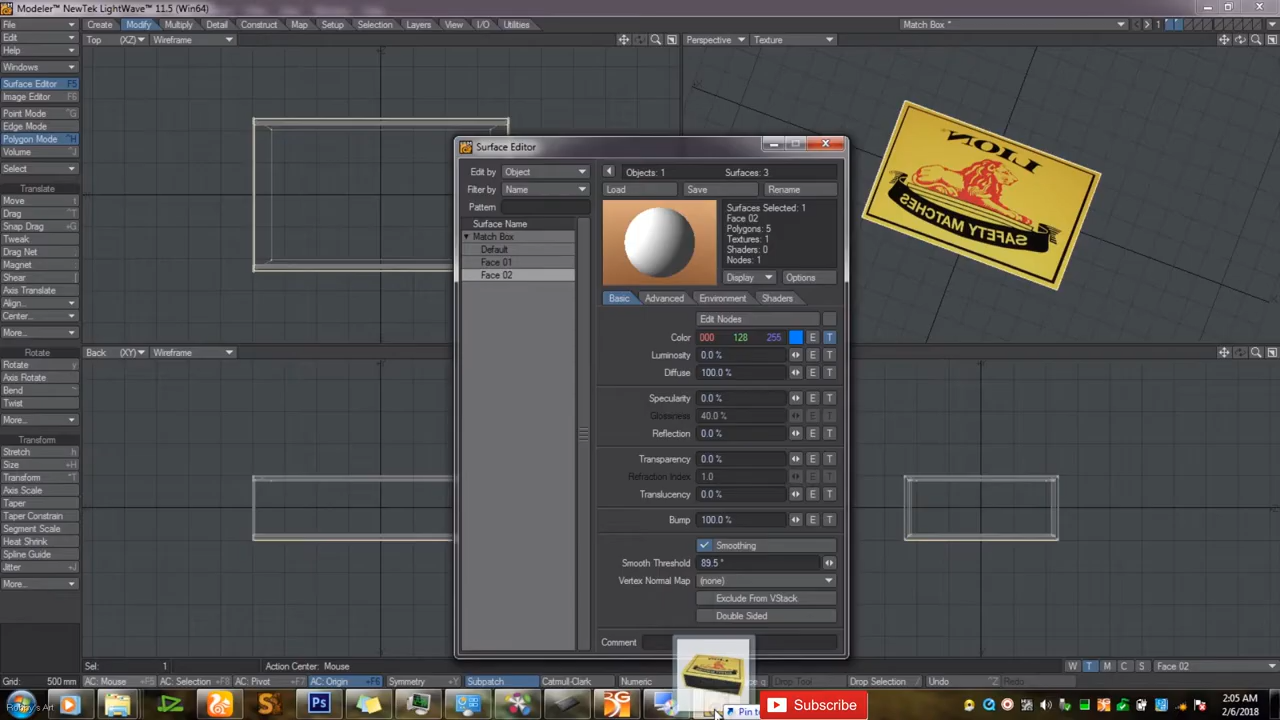 Modeler™ NewTek LightWave™ 11.5 (Win64)
File
Create Modify Multiply Detail Construct Map Setup Selection Layers View I/O Utilities
Match Box *
1
Edit
Top (XZ) Wireframe
Perspective Texture
Help
Windows
Surface Editor F5
Image Editor F6
Point Mode ^G
Edge Mode
Polygon Mode ^H
Volume
Select
Translate
Move t
Drag
Snap Drag +G
Tweak
Drag Net
Magnet
Shear
Axis Translate
Align...
Center...
More...
Rotate
Rotate y
Axis Rotate
Bend
Twist
More...
Transform
Stretch h
Size +H
Transform ^T
Axis Scale
Taper
Taper Constrain
Segment Scale
Heat Shrink
Spline Guide
Jitter
More...
Back (XY) Wireframe
LION
SAFETY MATCHES
Surface Editor
Edit by Object
Filter by Name
Pattern
Surface Name
Match Box
Default
Face 01
Face 02
Objects: 1 Surfaces: 3
Load Save Rename
Surfaces Selected: 1
Face 02
Polygons: 5
Textures: 1
Shaders: 0
Nodes: 1
Display Options
Basic Advanced Environment Shaders
Edit Nodes
Color 000 128 255 E T
Luminosity 0.0 % E T
Diffuse 100.0 % E T
Specularity 0.0 % E T
Glossiness 40.0 % E T
Reflection 0.0 % E T
Transparency 0.0 % E T
Refraction Index 1.0 E T
Translucency 0.0 % E T
Bump 100.0 % E T
Smoothing
Smooth Threshold 89.5 °
Vertex Normal Map (none)
Exclude From VStack
Double Sided
Comment
Sel: 1 Action Center: Mouse
W T M C S Face 02
Grid: 500 mm AC: Mouse AC: Selection AC: Pivot AC: Origin Symmetry Subpatch Catmull-Clark Numeric Drop Tool Drop Selection Undo Redo
Pin to
Subscribe
2:05 AM
2/6/2018